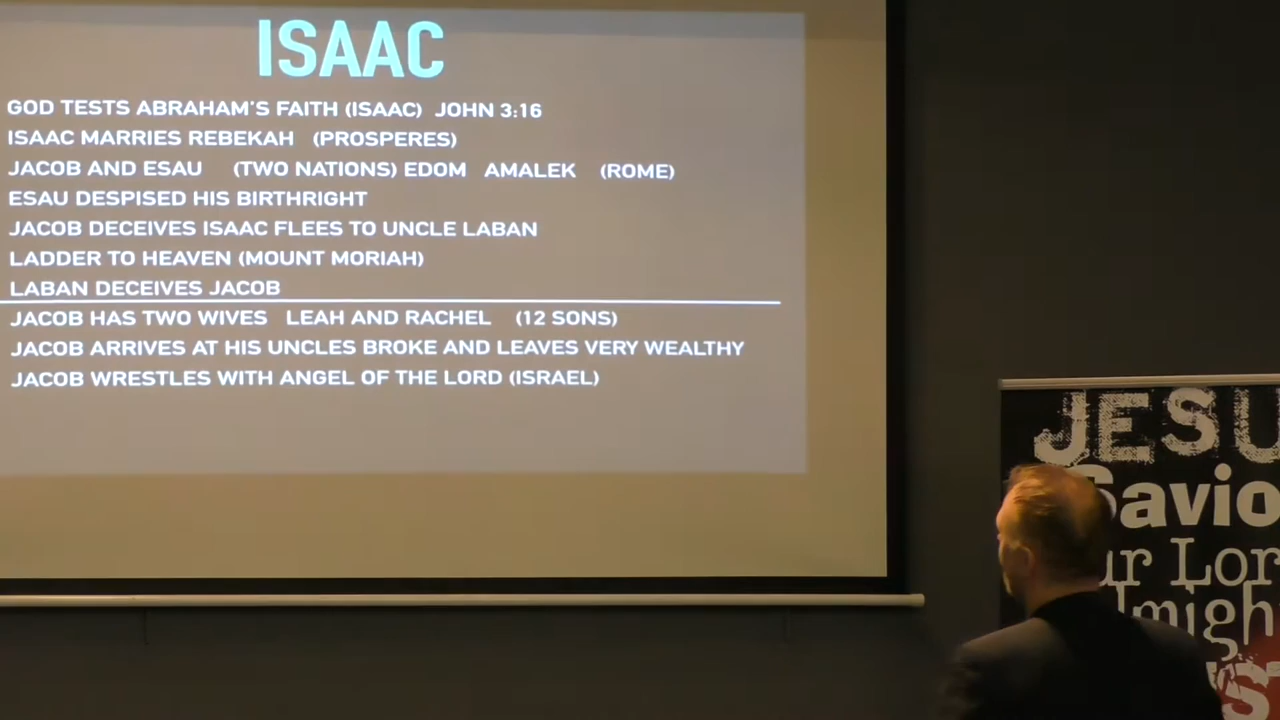 ISAAC
GOD TESTS ABRAHAM'S FAITH (ISAAC) JOHN 3:16
ISAAC MARRIES REBEKAH (PROSPERES)
JACOB AND ESAU (TWO NATIONS) EDOM AMALEK (ROME)
ESAU DESPISED HIS BIRTHRIGHT
JACOB DECEIVES ISAAC FLEES TO UNCLE LABAN
LADDER TO HEAVEN (MOUNT MORIAH)
LABAN DECEIVES JACOB
JACOB HAS TWO WIVES LEAH AND RACHEL (12 SONS)
JACOB ARRIVES AT HIS UNCLES BROKE AND LEAVES VERY WEALTHY
JACOB WRESTLES WITH ANGEL OF THE LORD (ISRAEL)
JESU
Savio
ur Lor
lmigh
ST